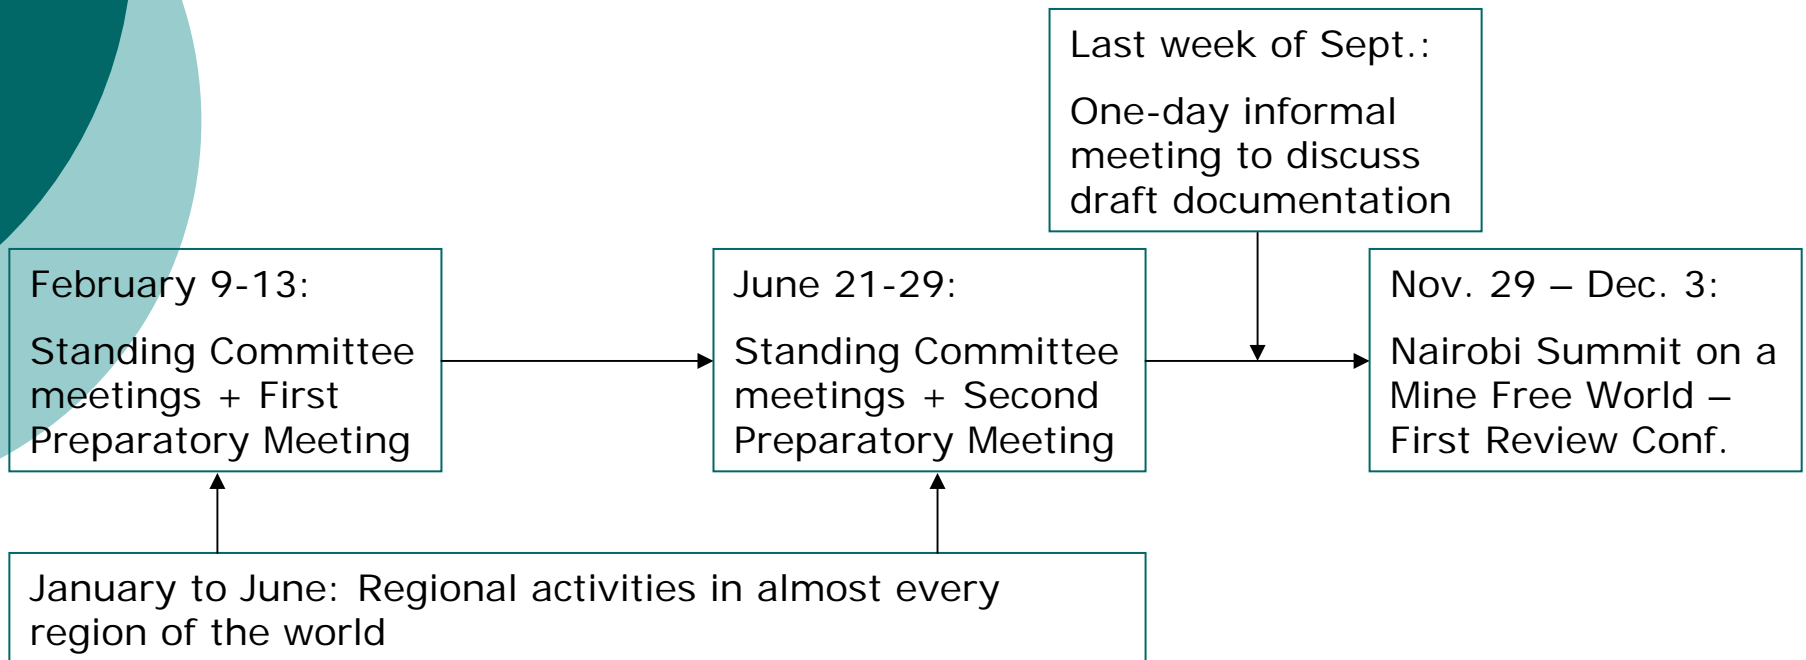 Last week of Sept.:
One-day informal
meeting to discuss
draft documentation
February 9-13:
Standing Committee
meetings + First
Preparatory Meeting
June 21-29:
Standing Committee
meetings + Second
Preparatory Meeting
Nov. 29 – Dec. 3:
Nairobi Summit on a
Mine Free World –
First Review Conf.
January to June: Regional activities in almost every
region of the world